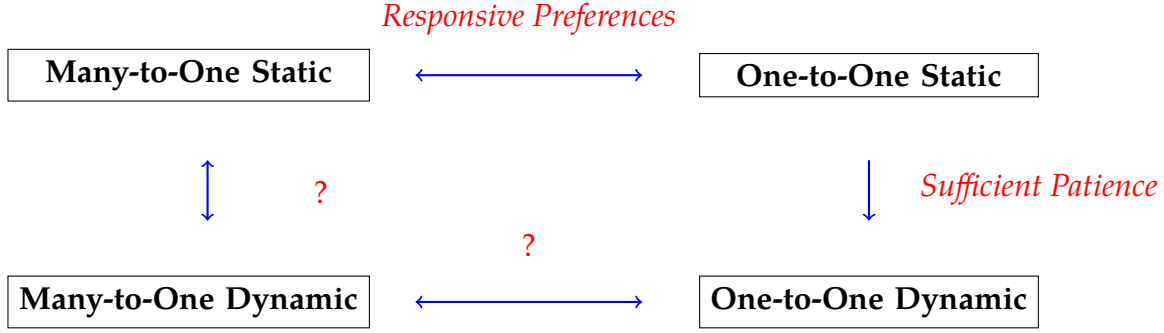 Responsive Preferences
Many-to-One Static
One-to-One Static
?
Sufficient Patience
?
Many-to-One Dynamic
One-to-One Dynamic